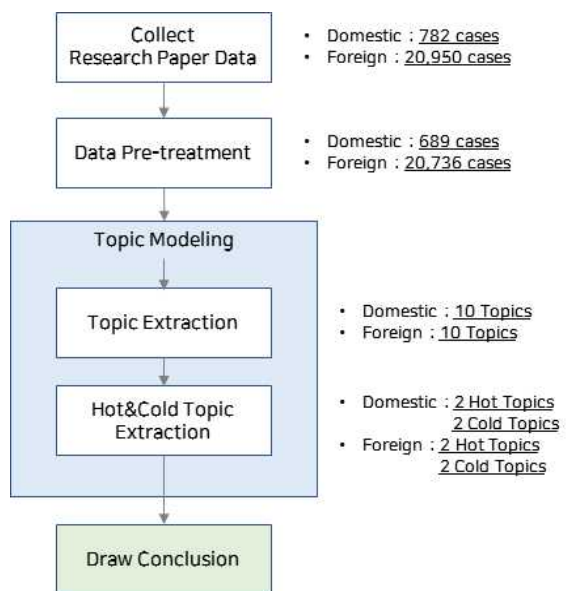 Collect
Research Paper Data
• Domestic : 782 cases
• Foreign : 20,950 cases
Data Pre-treatment
• Domestic : 689 cases
• Foreign : 20,736 cases
Topic Modeling
Topic Extraction
• Domestic : 10 Topics
• Foreign : 10 Topics
Hot&Cold Topic
Extraction
• Domestic : 2 Hot Topics
2 Cold Topics
• Foreign : 2 Hot Topics
2 Cold Topics
Draw Conclusion